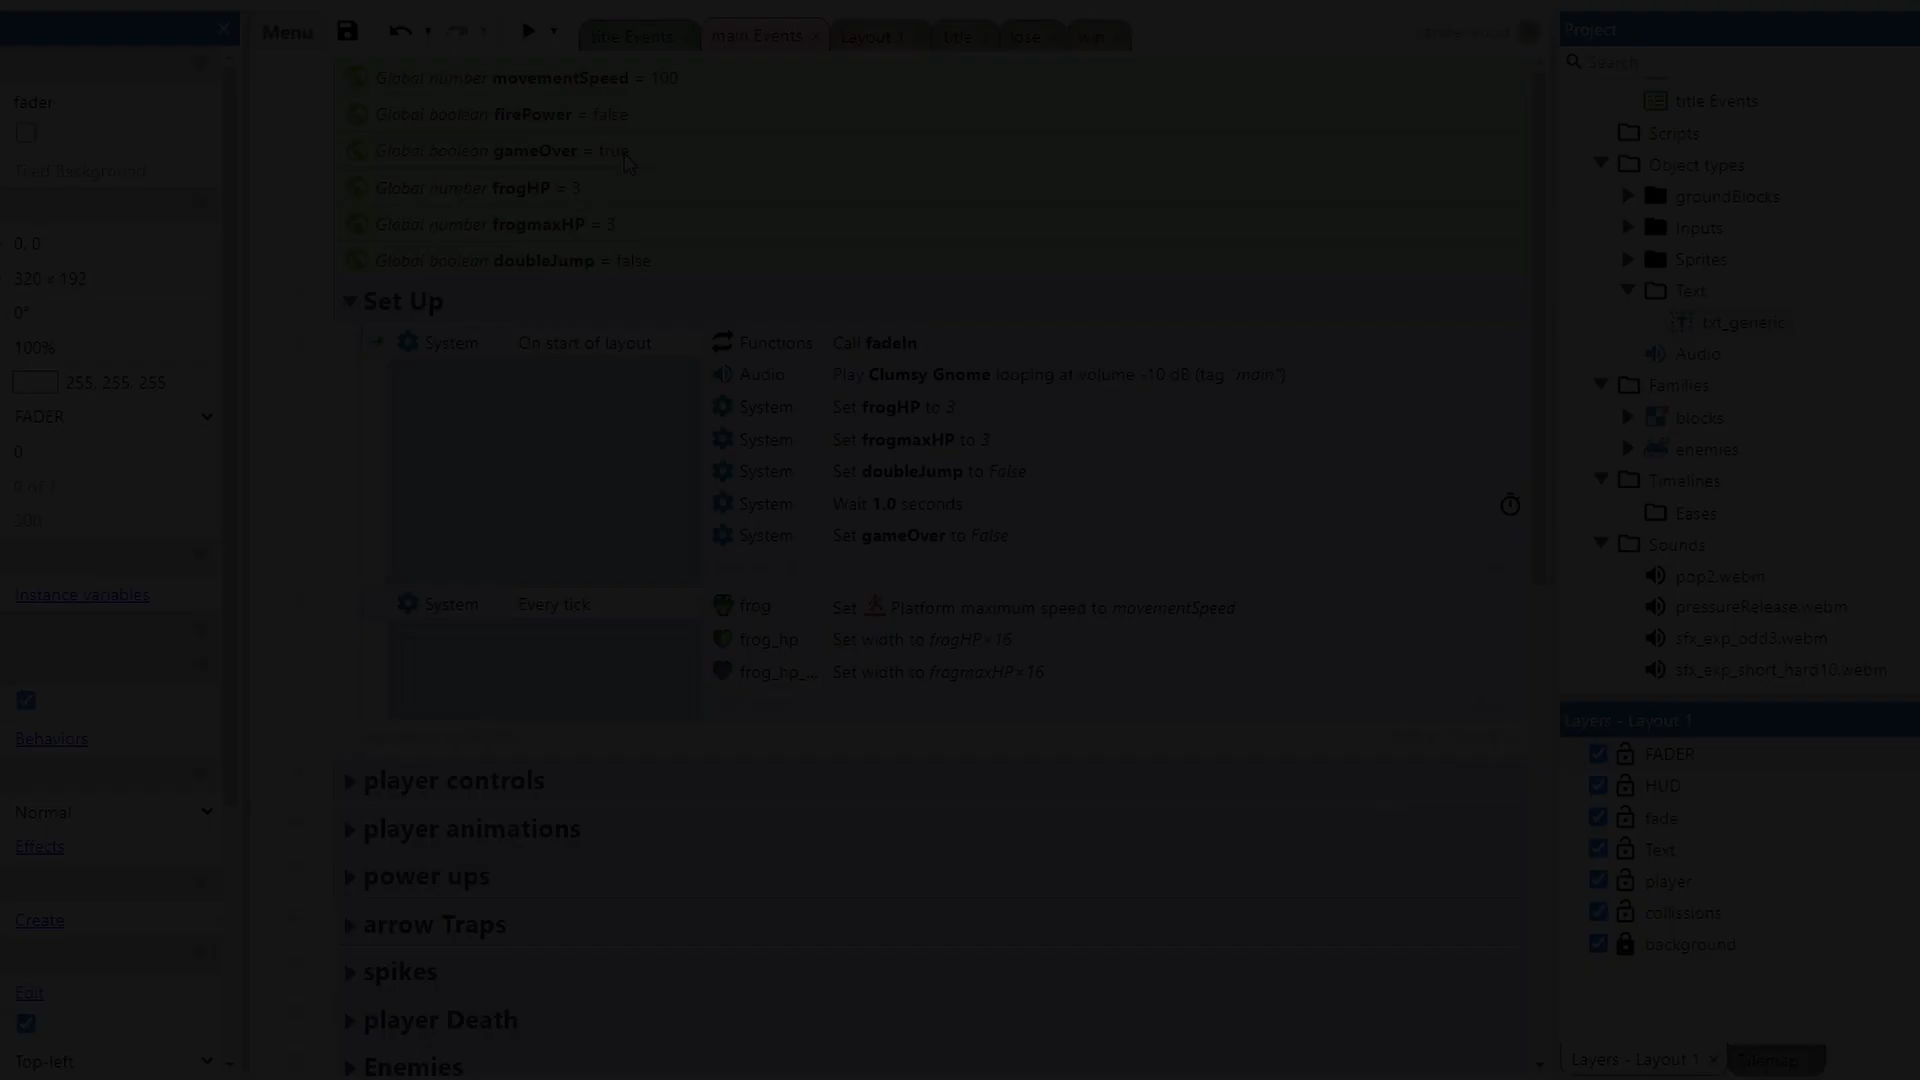 fader
Tiled Background
0, 0
320 x 192
0°
100%
255, 255, 255
FADER
0
200
Instance variables
Behaviors
Normal
Effects
Create
Edit
Top-left
Menu
title Events
main Events ×
Layout 1
title
lose
win
Global number movementSpeed = 100
Global boolean firePower = false
Global boolean gameOver = true
Global number frogHP = 3
Global number frogmaxHP = 3
Global boolean doubleJump = false
Set Up
System On start of layout
Functions Call fadeIn
Audio Play Clumsy Gnome looping at volume -10 dB (tag "main")
System Set frogHP to 3
System Set frogmaxHP to 3
System Set doubleJump to False
System Wait 1.0 seconds
System Set gameOver to False
System Every tick
frog Set Platform maximum speed to movementSpeed
frog_hp Set width to frogHP×16
frog_hp_... Set width to frogmaxHP×16
player controls
player animations
power ups
arrow Traps
spikes
player Death
Enemies
Project
Search
title Events
Scripts
Object types
groundBlocks
Inputs
Sprites
Text
txt_generic
Audio
Families
blocks
enemies
Timelines
Eases
Sounds
pop2.webm
pressureRelease.webm
sfx_exp_odd3.webm
sfx_exp_short_hard10.webm
Layers - Layout 1
FADER
HUD
fade
Text
player
collissions
background
Layers - Layout 1 ×
Tilemap